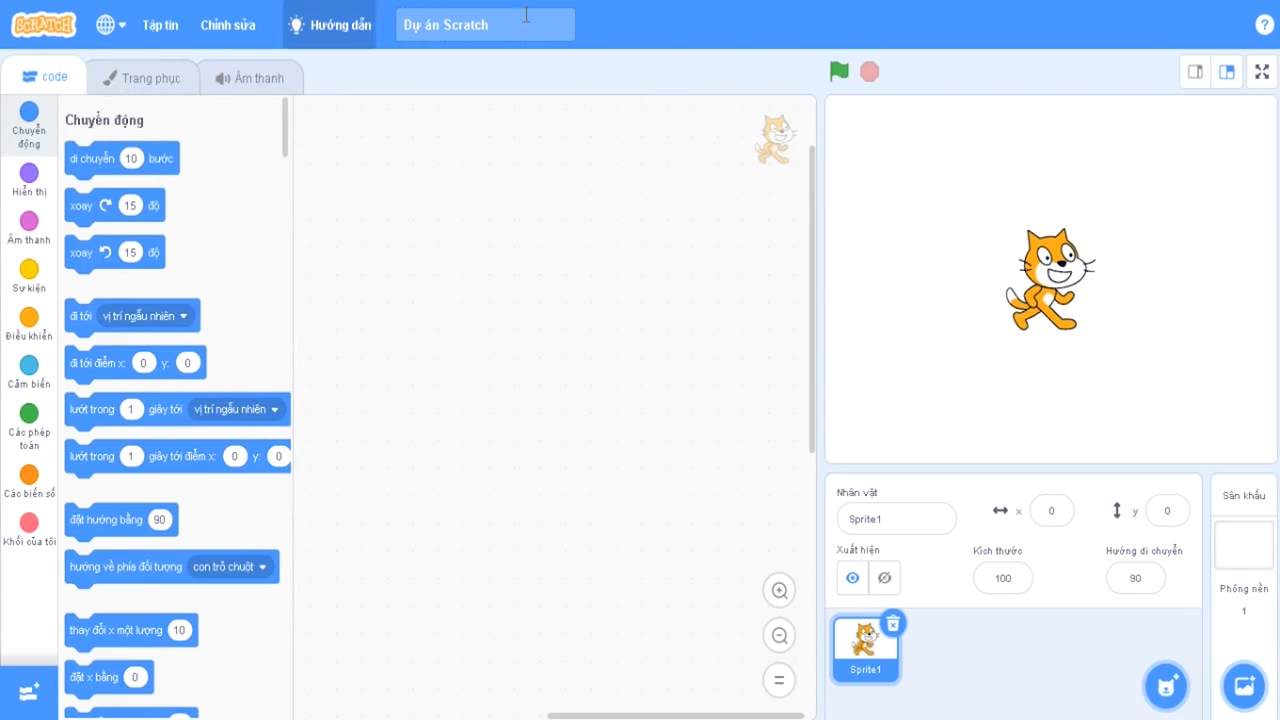 SCRATCH
Tập tin
Chỉnh sửa
Hướng dẫn
Dự án Scratch
?
code
Trang phục
Âm thanh
Chuyển
động
Hiển thị
Âm thanh
Sự kiện
Điều khiển
Cảm biến
Các phép
toán
Các biến số
Khối của tôi
Chuyển động
di chuyển 10 bước
xoay 15 độ
xoay 15 độ
đi tới vị trí ngẫu nhiên
đi tới điểm x: 0 y: 0
lướt trong 1 giây tới vị trí ngẫu nhiên
lướt trong 1 giây tới điểm x: 0 y: 0
đặt hướng bằng 90
hướng về phía đối tượng con trỏ chuột
thay đổi x một lượng 10
đặt x bằng 0
Nhân vật
Sprite1
x 0
y 0
Xuất hiện
Kích thước
100
Hướng di chuyển
90
Sprite1
Sân khấu
Phông nền
1